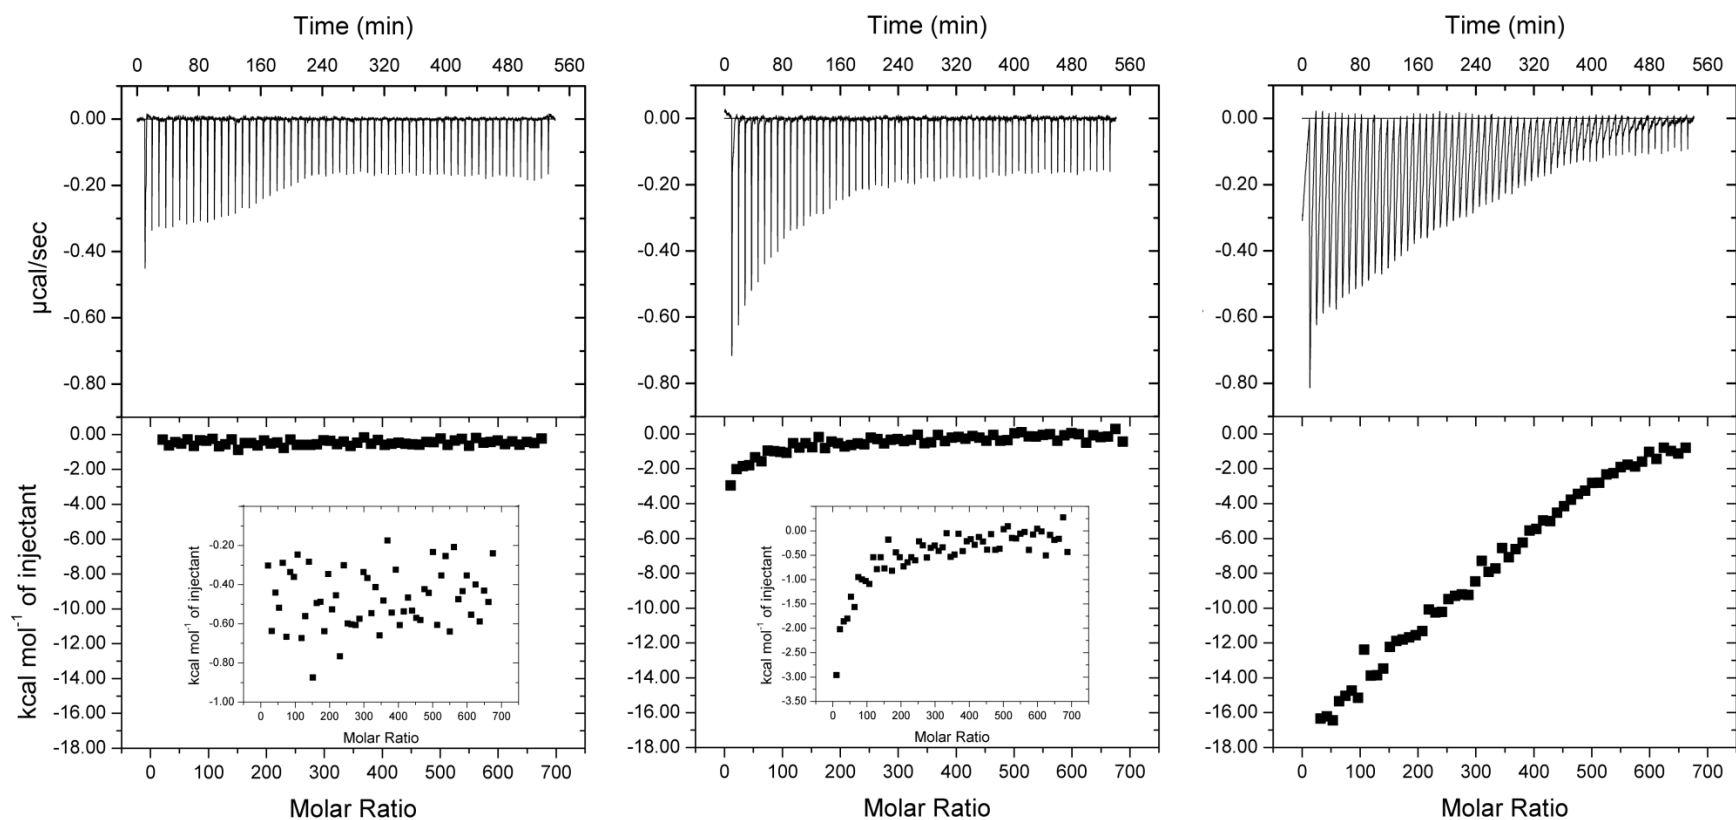 Time (min)
0 80 160 240 320 400 480 560
0.00
-0.20
-0.40
-0.60
-0.80
µcal/sec
0.00
-2.00
-4.00
-6.00
-8.00
-10.00
-12.00
-14.00
-16.00
-18.00
kcal mol⁻¹ of injectant
-0.20
-0.40
-0.60
-0.80
-1.00
kcal mol⁻¹ of injectant
0 100 200 300 400 500 600 700
Molar Ratio
0 100 200 300 400 500 600 700
Molar Ratio
Time (min)
0 80 160 240 320 400 480 560
0.00
-0.20
-0.40
-0.60
-0.80
0.00
-2.00
-4.00
-6.00
-8.00
-10.00
-12.00
-14.00
-16.00
-18.00
0.00
-0.50
-1.00
-1.50
-2.00
-2.50
-3.00
-3.50
kcal mol⁻¹ of injectant
0 100 200 300 400 500 600 700
Molar Ratio
0 100 200 300 400 500 600 700
Molar Ratio
Time (min)
0 80 160 240 320 400 480 560
0.00
-0.20
-0.40
-0.60
-0.80
0.00
-2.00
-4.00
-6.00
-8.00
-10.00
-12.00
-14.00
-16.00
-18.00
0 100 200 300 400 500 600 700
Molar Ratio